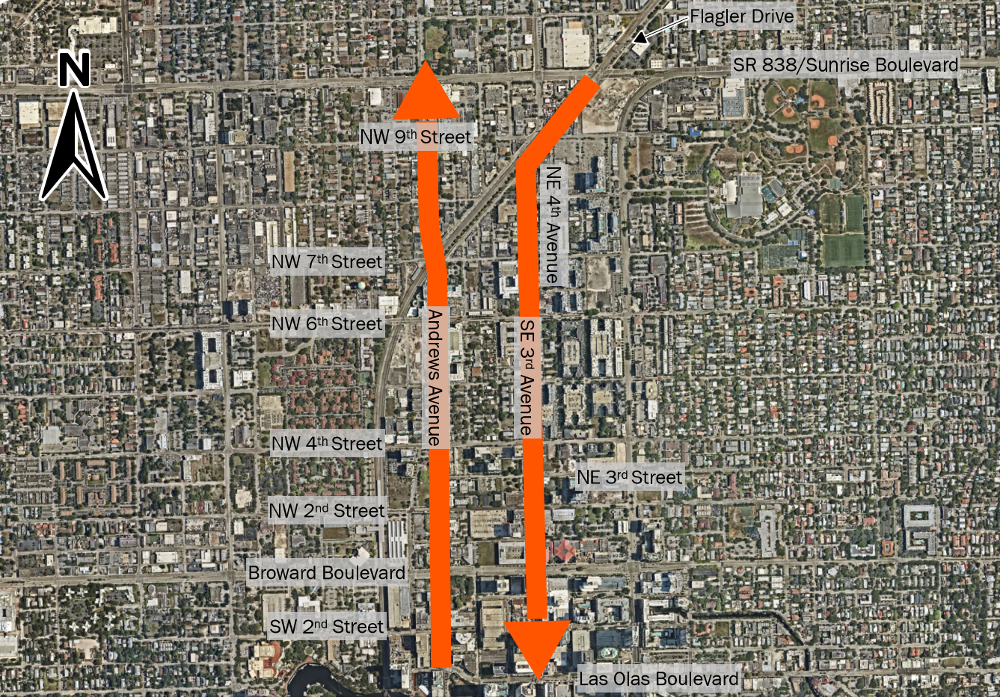 Flagler Drive
SR 838/Sunrise Boulevard
N
NW 9th Street
NE 4th Avenue
NW 7th Street
NW 6th Street
Andrews Avenue
SE 3rd Avenue
NW 4th Street
NE 3rd Street
NW 2nd Street
Broward Boulevard
SW 2nd Street
Las Olas Boulevard